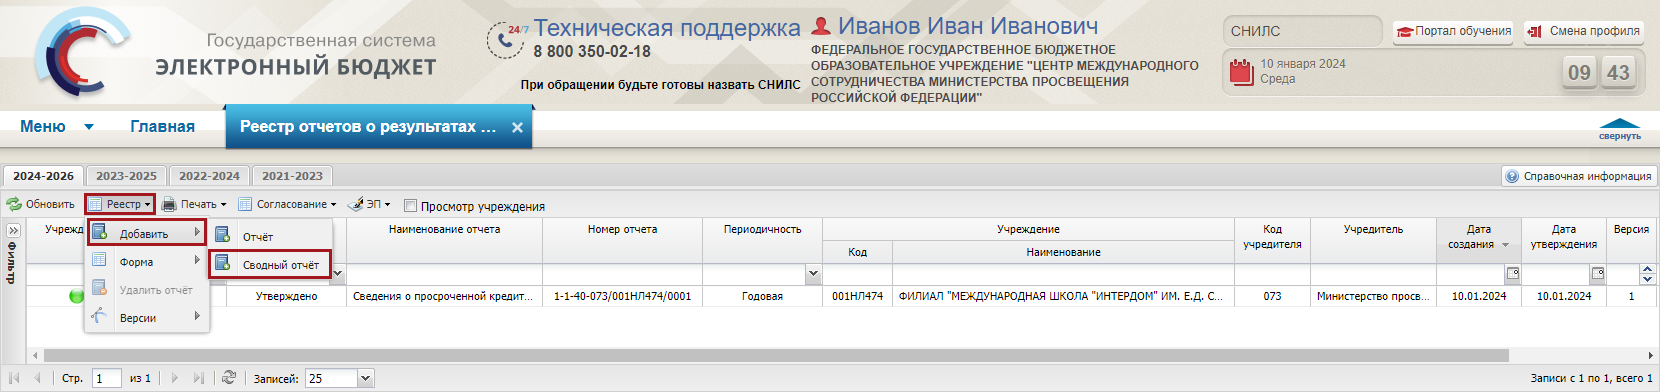 Государственная система
ЭЛЕКТРОННЫЙ БЮДЖЕТ
24/7
Техническая поддержка
8 800 350-02-18
При обращении будьте готовы назвать СНИЛС
Иванов Иван Иванович
ФЕДЕРАЛЬНОЕ ГОСУДАРСТВЕННОЕ БЮДЖЕТНОЕ
ОБРАЗОВАТЕЛЬНОЕ УЧРЕЖДЕНИЕ "ЦЕНТР МЕЖДУНАРОДНОГО
СОТРУДНИЧЕСТВА МИНИСТЕРСТВА ПРОСВЕЩЕНИЯ
РОССИЙСКОЙ ФЕДЕРАЦИИ"
СНИЛС
Портал обучения
Смена профиля
10 января 2024
Среда
09 43
Меню
Главная
Реестр отчетов о результатах ...
свернуть
2024-2026
2023-2025
2022-2024
2021-2023
Справочная информация
Обновить
Реестр
Печать
Согласование
ЭП
Просмотр учреждения
Фильтр
Добавить
Форма
Удалить отчёт
Версии
Отчёт
Сводный отчёт
Учрежд
Наименование отчета
Номер отчета
Периодичность
Учреждение
Код
Наименование
Код
учредителя
Учредитель
Дата
создания
Дата
утверждения
Версия
Утверждено
Сведения о просроченной кредит...
1-1-40-073/001НЛ474/0001
Годовая
001НЛ474
ФИЛИАЛ "МЕЖДУНАРОДНАЯ ШКОЛА "ИНТЕРДОМ" ИМ. Е.Д. С...
073
Министерство просв...
10.01.2024
10.01.2024
1
Стр. 1 из 1
Записей: 25
Записи с 1 по 1, всего 1